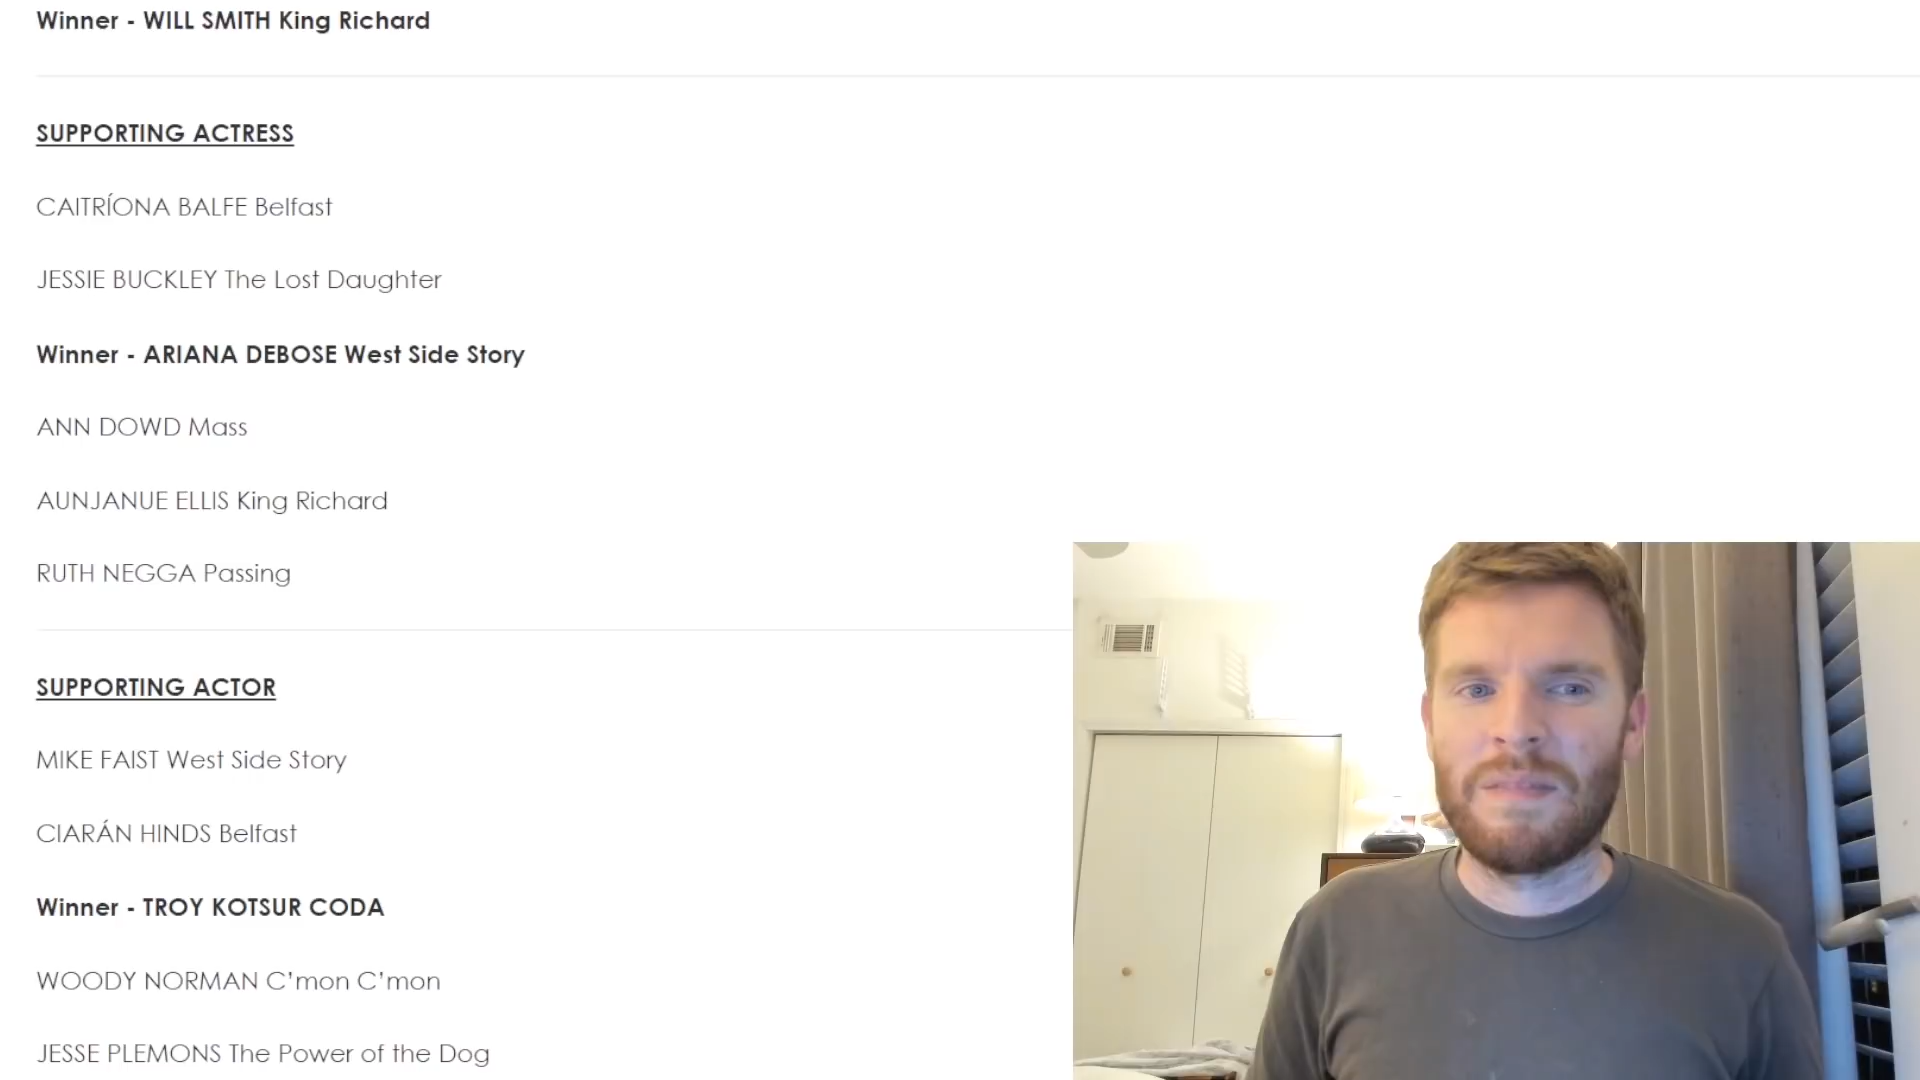 Winner - WILL SMITH King Richard
SUPPORTING ACTRESS
CAITRÍONA BALFE Belfast
JESSIE BUCKLEY The Lost Daughter
Winner - ARIANA DEBOSE West Side Story
ANN DOWD Mass
AUNJANUE ELLIS King Richard
RUTH NEGGA Passing
SUPPORTING ACTOR
MIKE FAIST West Side Story
CIARÁN HINDS Belfast
Winner - TROY KOTSUR CODA
WOODY NORMAN C’mon C’mon
JESSE PLEMONS The Power of the Dog